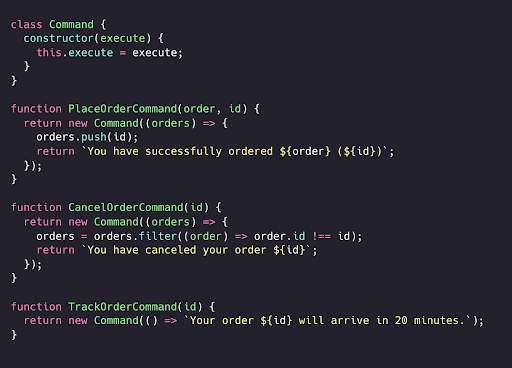 class Command {
  constructor(execute) {
    this.execute = execute;
  }
}

function PlaceOrderCommand(order, id) {
  return new Command((orders) => {
    orders.push(id);
    return `You have successfully ordered ${order} (${id})`;
  });
}

function CancelOrderCommand(id) {
  return new Command((orders) => {
    orders = orders.filter((order) => order.id !== id);
    return `You have canceled your order ${id}`;
  });
}

function TrackOrderCommand(id) {
  return new Command(() => `Your order ${id} will arrive in 20 minutes.`);
}